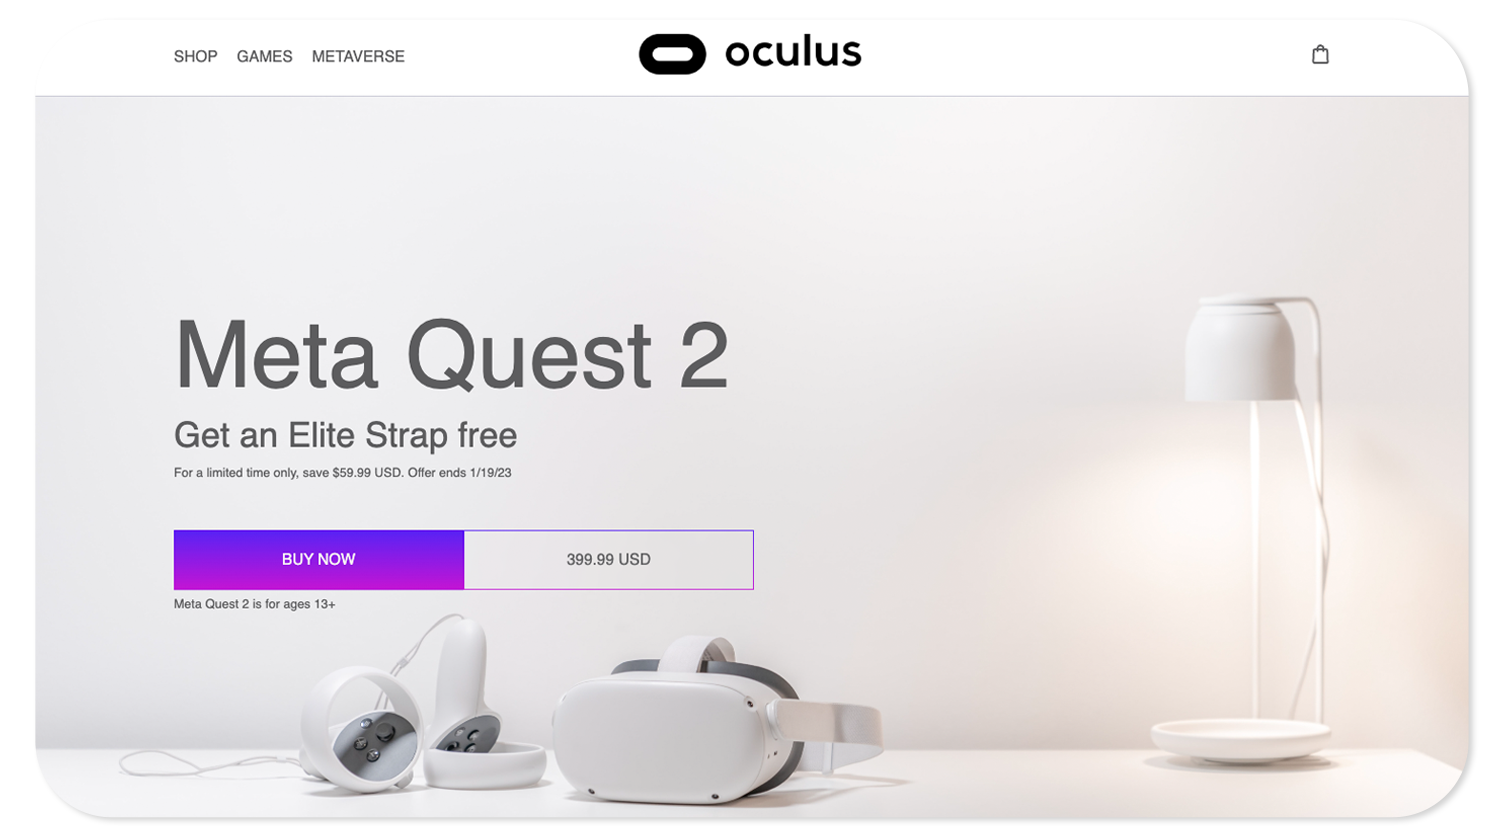 SHOP GAMES METAVERSE
oculus
Meta Quest 2
Get an Elite Strap free
For a limited time only, save $59.99 USD. Offer ends 1/19/23
BUY NOW 399.99 USD
Meta Quest 2 is for ages 13+